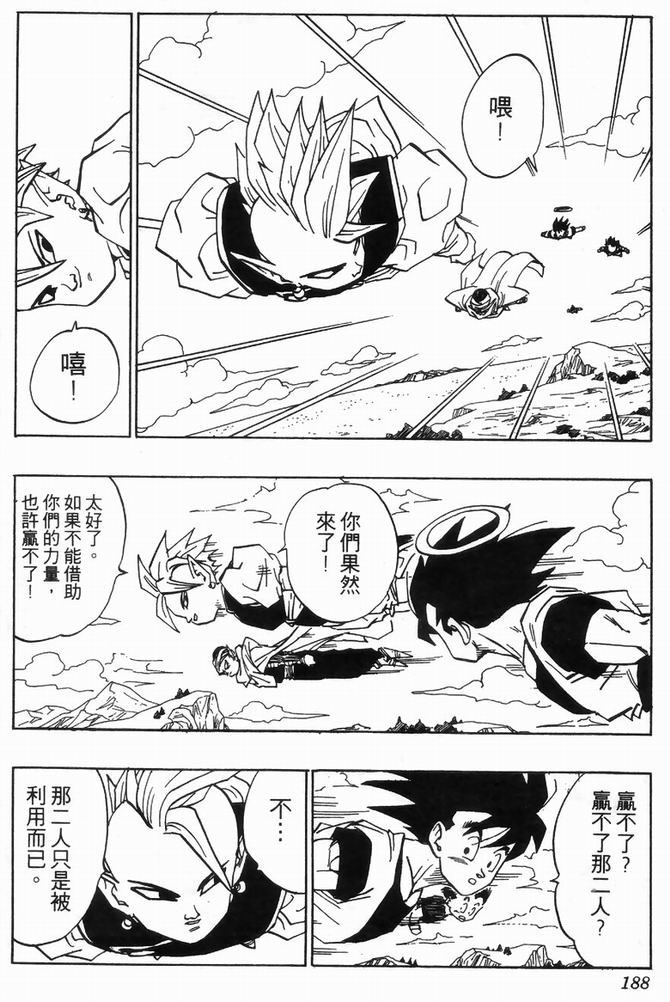 喂！
嘻！
你們果然
來了！
太好了。
如果不能借助
你們的力量，
也許贏不了！
贏不了？
贏不了那二人？
不…
那二人只是被
利用而已。
188